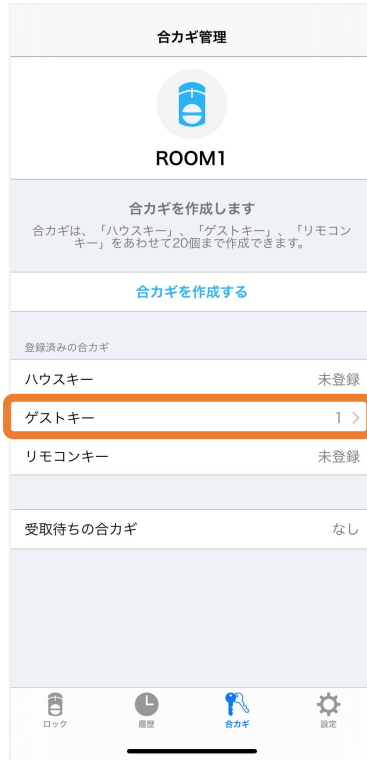 合カギ管理
ROOM1
合カギを作成します
合カギは、「ハウスキー」、「ゲストキー」、「リモコン
キー」をあわせて20個まで作成できます。
合カギを作成する
登録済みの合カギ
ハウスキー 未登録
ゲストキー 1
リモコンキー 未登録
受取待ちの合カギ なし
ロック 履歴 合カギ 設定